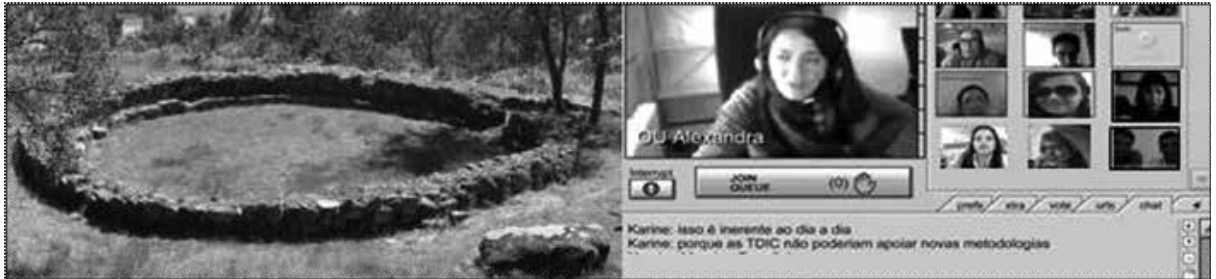 OU Alexandra
Interrupt
JOIN
QUEUE
(0)
prefs xtra vote urls chat
Karine: isso é inerente ao dia a dia
Karine: porque as TDIC não poderiam apoiar novas metodologias